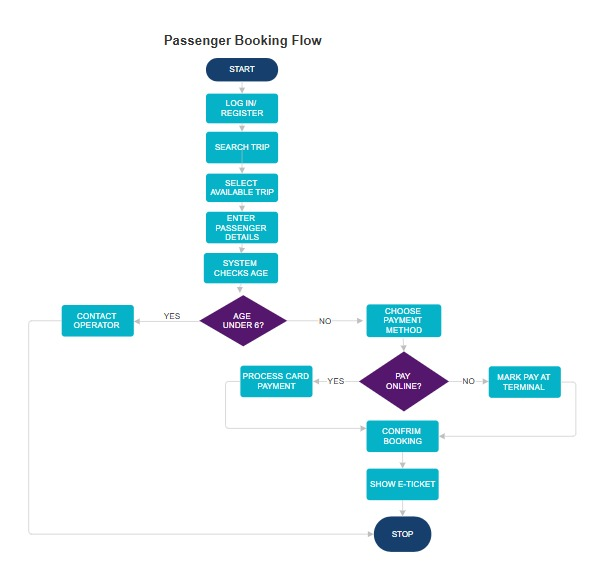 Passenger Booking Flow
START
LOG IN/
REGISTER
SEARCH TRIP
SELECT
AVAILABLE TRIP
ENTER
PASSENGER
DETAILS
SYSTEM
CHECKS AGE
AGE
UNDER 6?
YES
CONTACT
OPERATOR
NO
CHOOSE
PAYMENT
METHOD
PAY
ONLINE?
YES
PROCESS CARD
PAYMENT
NO
MARK PAY AT
TERMINAL
CONFRIM
BOOKING
SHOW E-TICKET
STOP